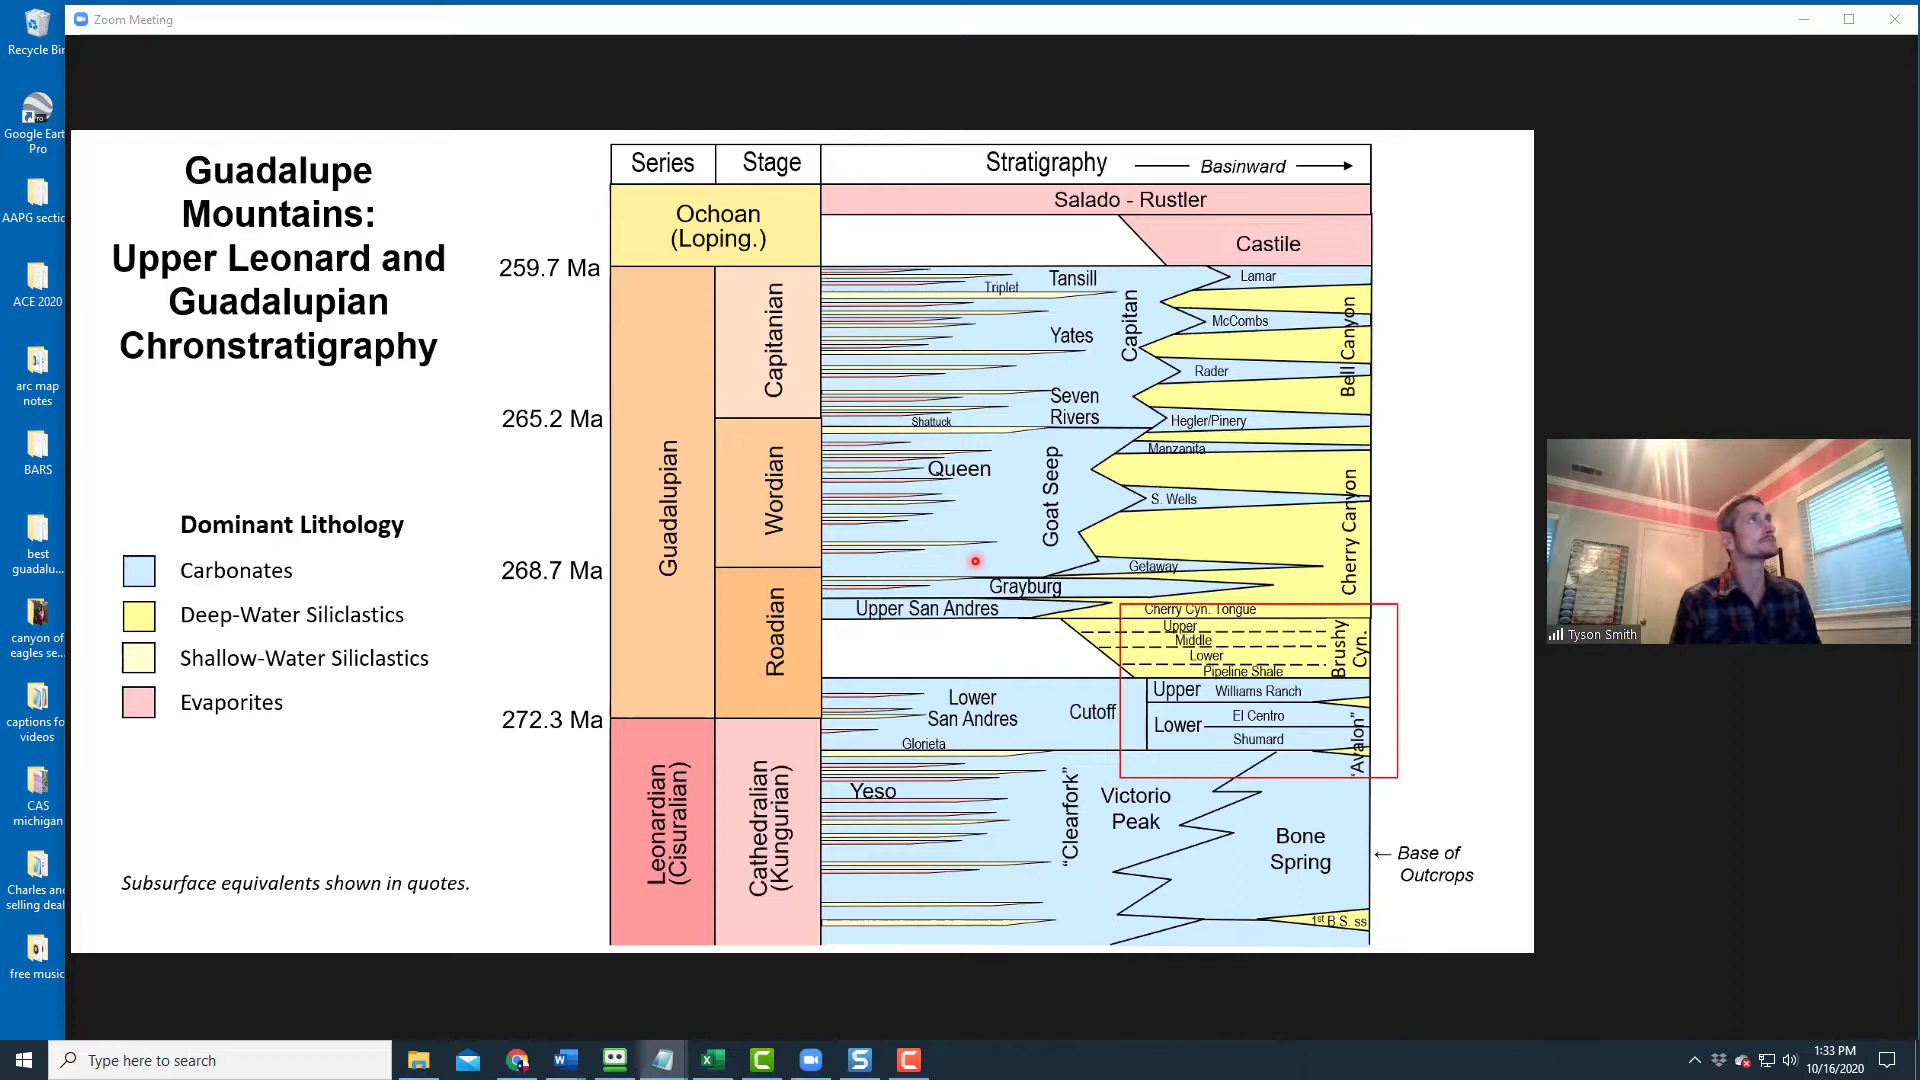 Zoom Meeting
Recycle Bin
Google Eart
Pro
AAPG sectio
ACE 2020
arc map
notes
BARS
best
guadalu...
canyon of
eagles se...
captions fo
videos
CAS
michigan
Charles and
selling deal
free music
Guadalupe
Mountains:
Upper Leonard and
Guadalupian
Chronstratigraphy
Dominant Lithology
Carbonates
Deep-Water Siliclastics
Shallow-Water Siliclastics
Evaporites
Subsurface equivalents shown in quotes.
259.7 Ma
265.2 Ma
268.7 Ma
272.3 Ma
Series
Stage
Stratigraphy
Basinward
Ochoan
(Loping.)
Guadalupian
Leonardian
(Cisuralian)
Capitanian
Wordian
Roadian
Cathedralian
(Kungurian)
Salado - Rustler
Castile
Tansill
Lamar
Triplet
Capitan
McCombs
Bell Canyon
Yates
Rader
Seven
Rivers
Shattuck
Hegler/Pinery
Manzanita
Queen
Goat Seep
S. Wells
Cherry Canyon
Getaway
Grayburg
Upper San Andres
Cherry Cyn. Tongue
Upper
Middle
Lower
Pipeline Shale
Brushy
Cyn.
Lower
San Andres
Cutoff
Upper
Williams Ranch
Lower
El Centro
Shumard
"Avalon"
Glorieta
Yeso
"Clearfork"
Victorio
Peak
Bone
Spring
1st B.S. ss
← Base of
Outcrops
Tyson Smith
Type here to search
1:33 PM
10/16/2020